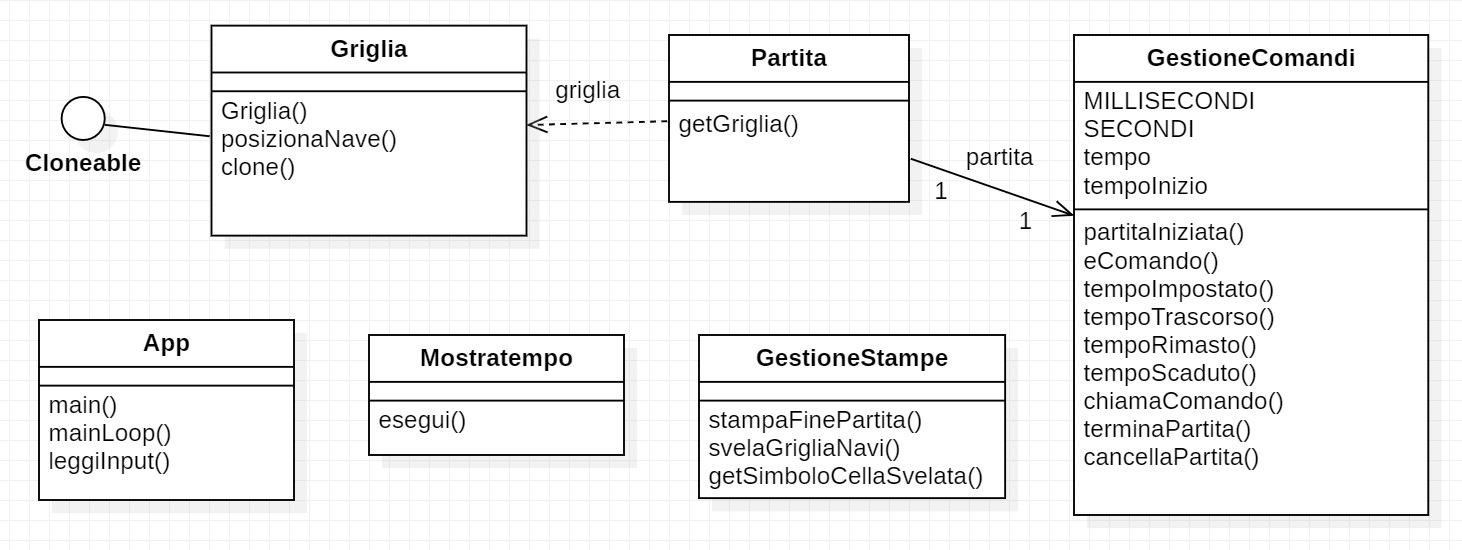 Cloneable
Griglia
Griglia()
posizionaNave()
clone()
griglia
Partita
getGriglia()
partita
1
1
GestioneComandi
MILLISECONDI
SECONDI
tempo
tempoInizio
partitaIniziata()
eComando()
tempoImpostato()
tempoTrascorso()
tempoRimasto()
tempoScaduto()
chiamaComando()
terminaPartita()
cancellaPartita()
App
main()
mainLoop()
leggiInput()
Mostratempo
esegui()
GestioneStampe
stampaFinePartita()
svelaGrigliaNavi()
getSimboloCellaSvelata()